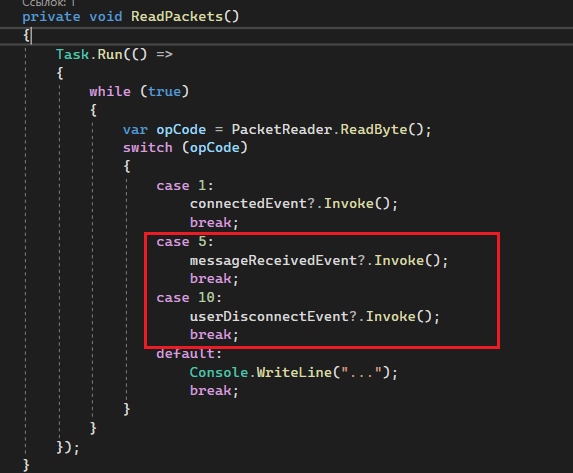 Ссылок: 1
private void ReadPackets()
{
Task.Run(() =>
{
while (true)
{
var opCode = PacketReader.ReadByte();
switch (opCode)
{
case 1:
connectedEvent?.Invoke();
break;
case 5:
messageReceivedEvent?.Invoke();
break;
case 10:
userDisconnectEvent?.Invoke();
break;
default:
Console.WriteLine("...");
break;
}
}
});
}